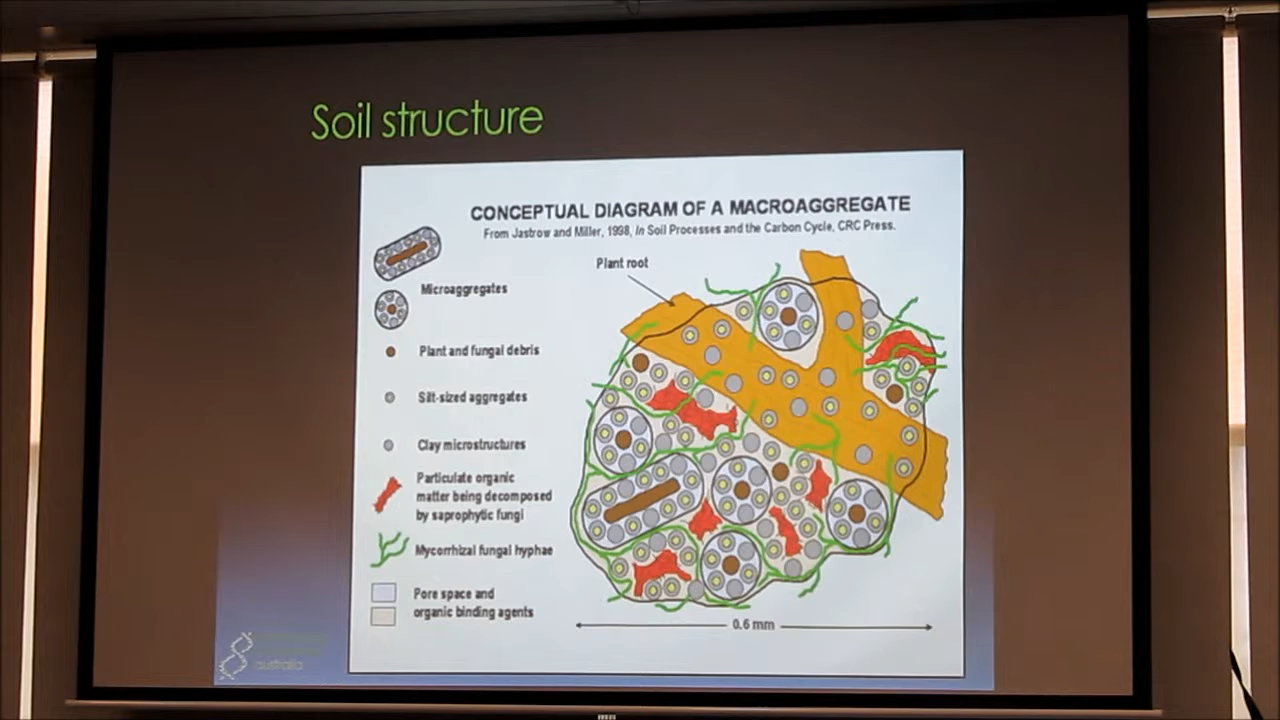 Soil structure
CONCEPTUAL DIAGRAM OF A MACROAGGREGATE
From Jastrow and Miller, 1998, In Soil Processes and the Carbon Cycle, CRC Press.
Plant root
Microaggregates
Plant and fungal debris
Silt-sized aggregates
Clay microstructures
Particulate organic
matter being decomposed
by saprophytic fungi
Mycorrhizal fungal hyphae
Pore space and
organic binding agents
0.6 mm
australia